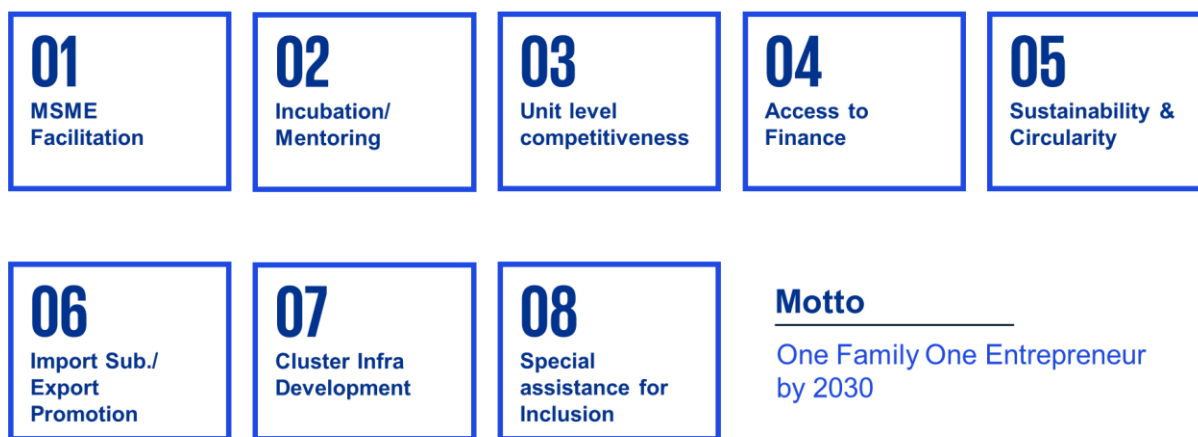 01
MSME
Facilitation
02
Incubation/
Mentoring
03
Unit level
competitiveness
04
Access to
Finance
05
Sustainability &
Circularity
06
Import Sub./
Export
Promotion
07
Cluster Infra
Development
08
Special
assistance for
Inclusion
Motto
One Family One Entrepreneur
by 2030